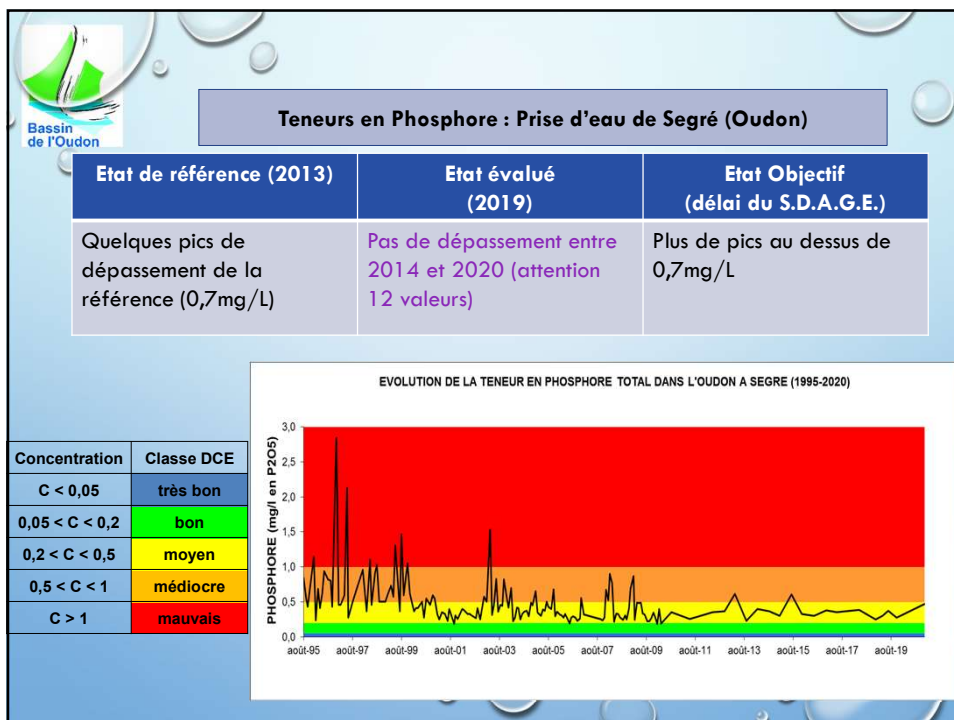 Bassin
de l'Oudon
Teneurs en Phosphore : Prise d'eau de Segré (Oudon)
Etat de référence (2013)
Etat évalué
(2019)
Etat Objectif
(délai du S.D.A.G.E.)
Quelques pics de
dépassement de la
référence (0,7mg/L)
Pas de dépassement entre
2014 et 2020 (attention
12 valeurs)
Plus de pics au dessus de
0,7mg/L
Concentration Classe DCE
C < 0,05 très bon
0,05 < C < 0,2 bon
0,2 < C < 0,5 moyen
0,5 < C < 1 médiocre
C > 1 mauvais
EVOLUTION DE LA TENEUR EN PHOSPHORE TOTAL DANS L'OUDON A SEGRE (1995-2020)
PHOSPHORE (mg/l en P2O5)
3,0
2,5
2,0
1,5
1,0
0,5
0,0
août-95 août-97 août-99 août-01 août-03 août-05 août-07 août-09 août-11 août-13 août-15 août-17 août-19